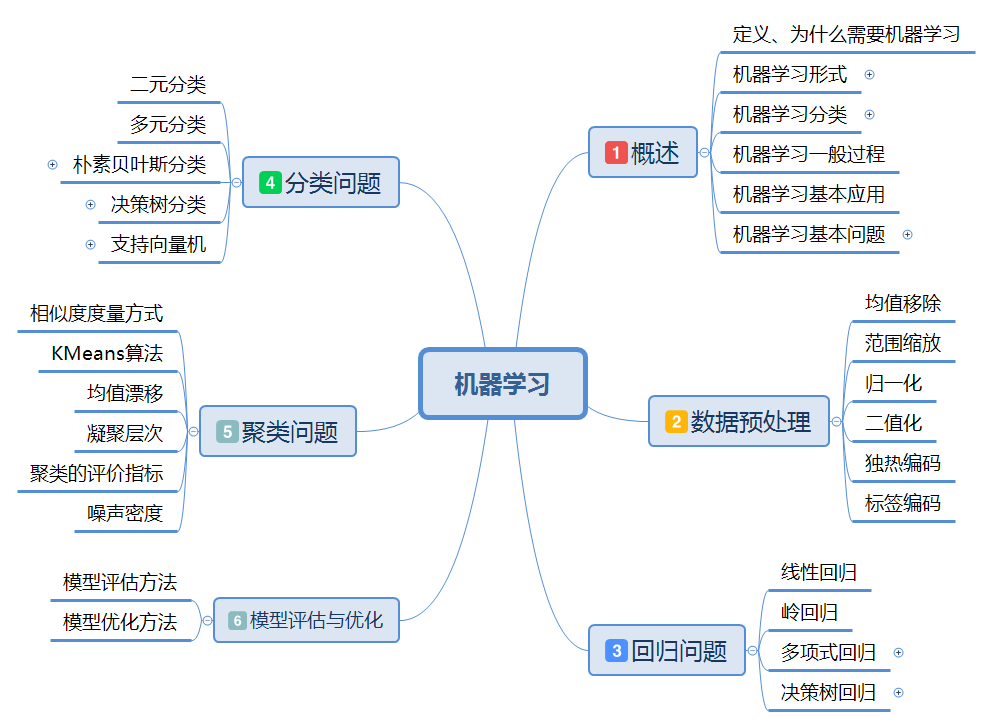 机器学习
1 概述
定义、为什么需要机器学习
机器学习形式
机器学习分类
机器学习一般过程
机器学习基本应用
机器学习基本问题
2 数据预处理
均值移除
范围缩放
归一化
二值化
独热编码
标签编码
3 回归问题
线性回归
岭回归
多项式回归
决策树回归
4 分类问题
二元分类
多元分类
朴素贝叶斯分类
决策树分类
支持向量机
5 聚类问题
相似度度量方式
KMeans算法
均值漂移
凝聚层次
聚类的评价指标
噪声密度
6 模型评估与优化
模型评估方法
模型优化方法